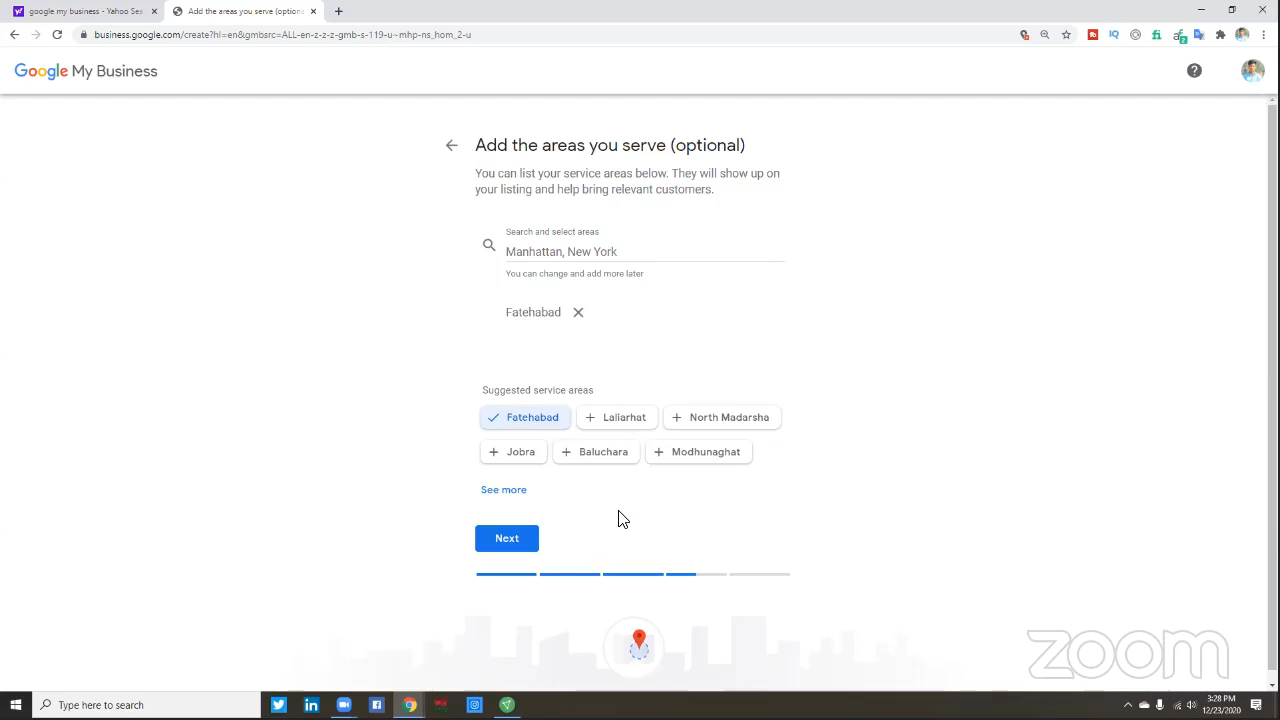 google my business - Yahoo Sea
Add the areas you serve (option
business.google.com/create?hl=en&gmbsrc=ALL-en-z-z-z-gmb-s-119-u~mhp-ns_hom_2-u
Google My Business
Add the areas you serve (optional)
You can list your service areas below. They will show up on
your listing and help bring relevant customers.
Search and select areas
Manhattan, New York
You can change and add more later
Fatehabad
Suggested service areas
Fatehabad
Laliarhat
North Madarsha
Jobra
Baluchara
Modhunaghat
See more
Next
zoom
Type here to search
3:28 PM
12/23/2020